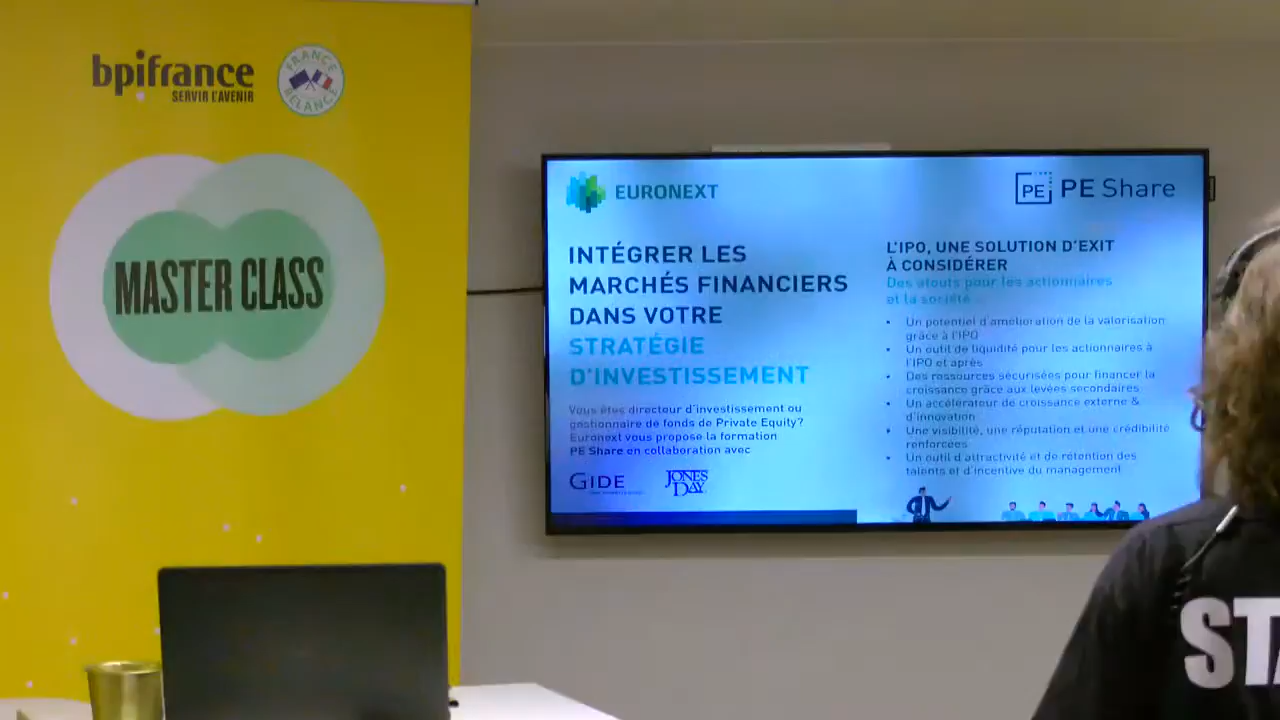 bpifrance
SERVIR L'AVENIR
FRANCE
RELANCE
MASTER CLASS
EURONEXT
INTÉGRER LES
MARCHÉS FINANCIERS
DANS VOTRE
STRATÉGIE
D'INVESTISSEMENT
Vous êtes directeur d'investissement ou
gestionnaire de fonds de Private Equity?
Euronext vous propose la formation
PE Share en collaboration avec
GIDE
JONES
DAY
PE PE Share
L'IPO, UNE SOLUTION D'EXIT
À CONSIDÉRER
Des atouts pour les actionnaires
et la société
• Un potentiel d'amélioration de la valorisation
grâce à l'IPO
• Un outil de liquidité pour les actionnaires à
l'IPO et après
• Des ressources sécurisées pour financer la
croissance grâce aux levées secondaires
• Un accélérateur de croissance externe &
d'innovation
• Une visibilité, une réputation et une crédibilité
renforcées
• Un outil d'attractivité et de rétention des
talents et d'incentive du management
STA